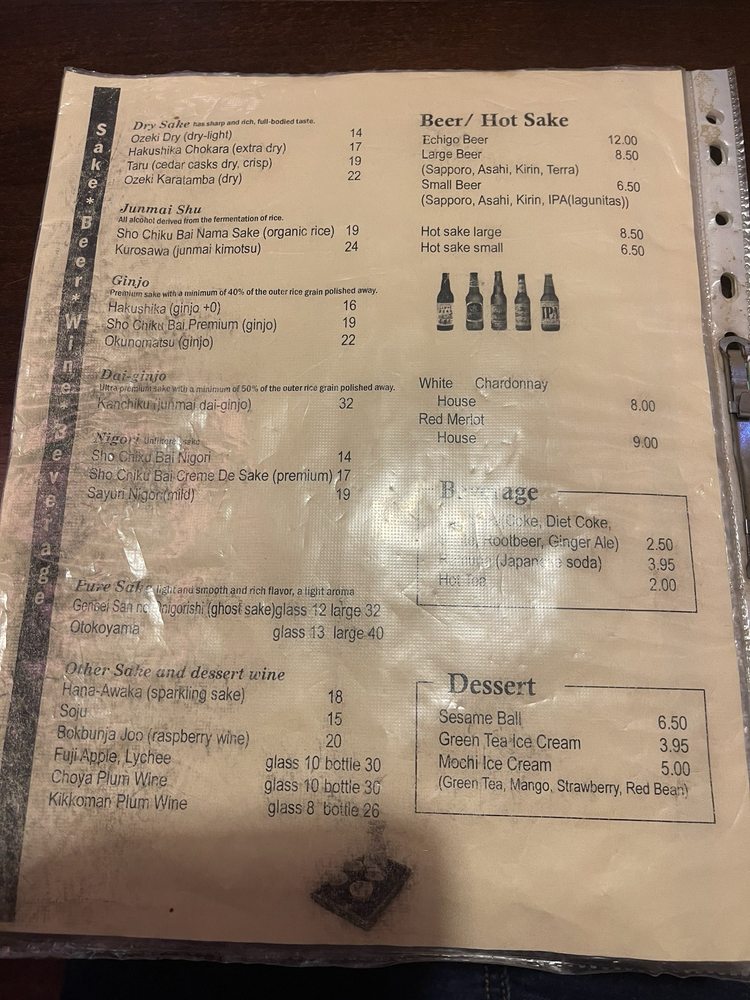 Sake * Beer * Wine Beverage
Dry Sake has sharp and rich, full-bodied taste.
Ozeki Dry (dry-light) 14
Hakushika Chokara (extra dry) 17
Taru (cedar casks dry, crisp) 19
Ozeki Karatamba (dry) 22
Junmai Shu
All alcohol derived from the fermentation of rice.
Sho Chiku Bai Nama Sake (organic rice) 19
Kurosawa (junmai kimotsu) 24
Ginjo
Premium sake with a minimum of 40% of the outer rice grain polished away.
Hakushika (ginjo +0) 16
Sho Chiku Bai Premium (ginjo) 19
Okunomatsu (ginjo) 22
Dai-ginjo
Ultra premium sake with a minimum of 50% of the outer rice grain polished away.
Kanchiku (junmai dai-ginjo) 32
Nigori Unfiltered sake
Sho Chiku Bai Nigori 14
Sho Chiku Bai Creme De Sake (premium) 17
Sayuri Nigori(mild) 19
Pure Sake light and smooth and rich flavor, a light aroma
Genbei San no (ghost sake)glass 12 large 32
Otokoyama glass 13 large 40
Other Sake and dessert wine
Hana-Awaka (sparkling sake) 18
Soju 15
Bokbunja Joo (raspberry wine) 20
Fuji Apple, Lychee glass 10 bottle 30
Choya Plum Wine glass 10 bottle 30
Kikkoman Plum Wine glass 8 bottle 26
Beer/ Hot Sake
Echigo Beer 12.00
Large Beer 8.50
(Sapporo, Asahi, Kirin, Terra)
Small Beer 6.50
(Sapporo, Asahi, Kirin, IPA(lagunitas))
Hot sake large 8.50
Hot sake small 6.50
IPA
White Chardonnay
House 8.00
Red Merlot
House 9.00
Beverage
Coke, Diet Coke,
Rootbeer, Ginger Ale) 2.50
(Japanese soda) 3.95
Hot Tea 2.00
Dessert
Sesame Ball 6.50
Green Tea Ice Cream 3.95
Mochi Ice Cream 5.00
(Green Tea, Mango, Strawberry, Red Bean)